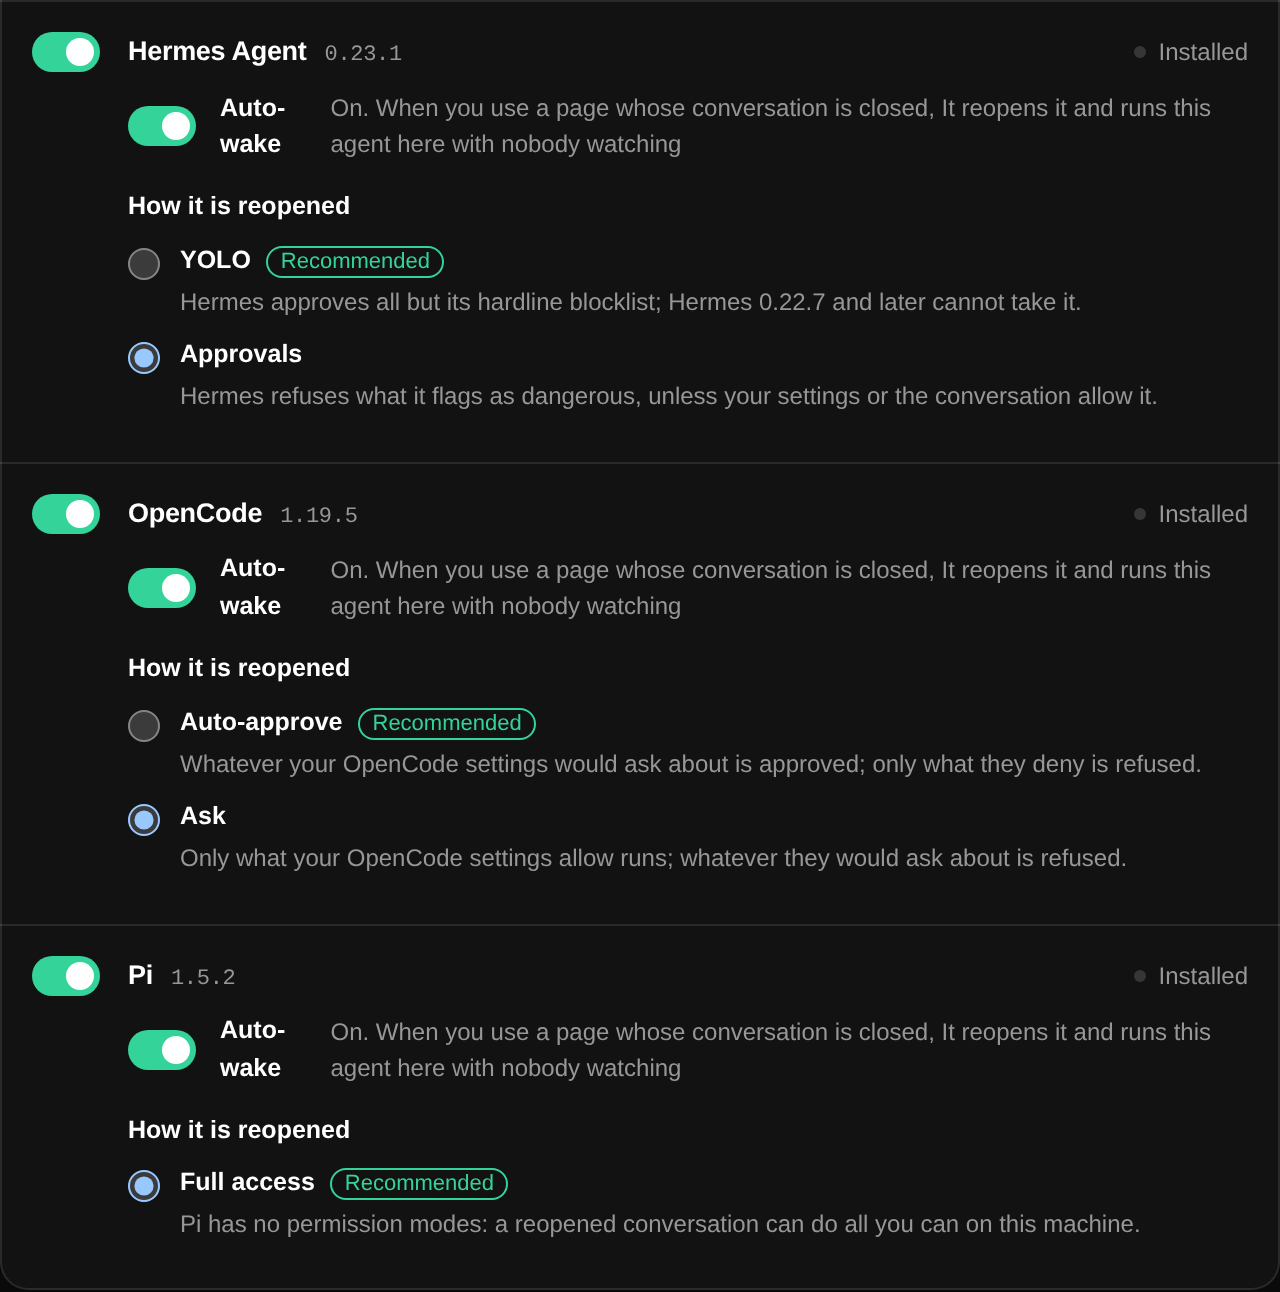 Hermes Agent 0.23.1 Installed
Auto-wake On. When you use a page whose conversation is closed, It reopens it and runs this
agent here with nobody watching
How it is reopened
YOLO Recommended
Hermes approves all but its hardline blocklist; Hermes 0.22.7 and later cannot take it.
Approvals
Hermes refuses what it flags as dangerous, unless your settings or the conversation allow it.
OpenCode 1.19.5 Installed
Auto-wake On. When you use a page whose conversation is closed, It reopens it and runs this
agent here with nobody watching
How it is reopened
Auto-approve Recommended
Whatever your OpenCode settings would ask about is approved; only what they deny is refused.
Ask
Only what your OpenCode settings allow runs; whatever they would ask about is refused.
Pi 1.5.2 Installed
Auto-wake On. When you use a page whose conversation is closed, It reopens it and runs this
agent here with nobody watching
How it is reopened
Full access Recommended
Pi has no permission modes: a reopened conversation can do all you can on this machine.